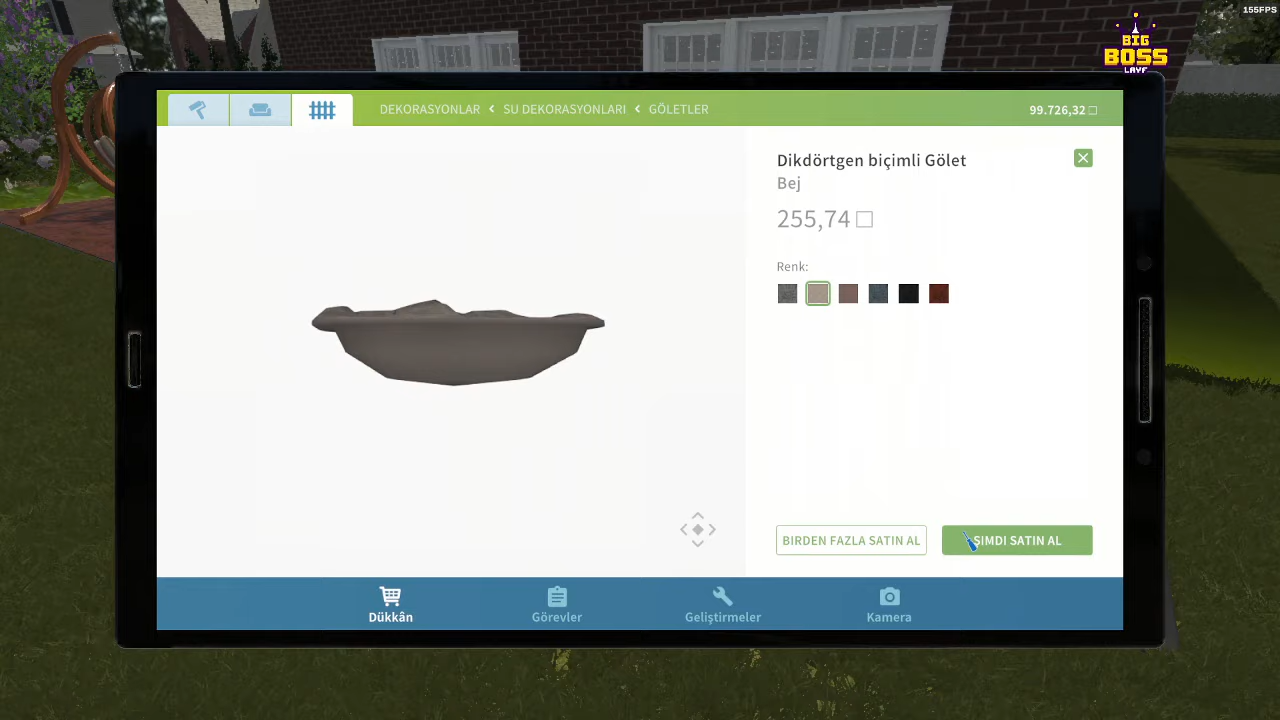 155FPS
BIG
BOSS
LAYF
DEKORASYONLAR < SU DEKORASYONLARI < GÖLETLER
99.726,32 □
Dikdörtgen biçimli Gölet
Bej
255,74 □
Renk:
BIRDEN FAZLA SATIN AL
ŞIMDI SATIN AL
Dükkân
Görevler
Geliştirmeler
Kamera